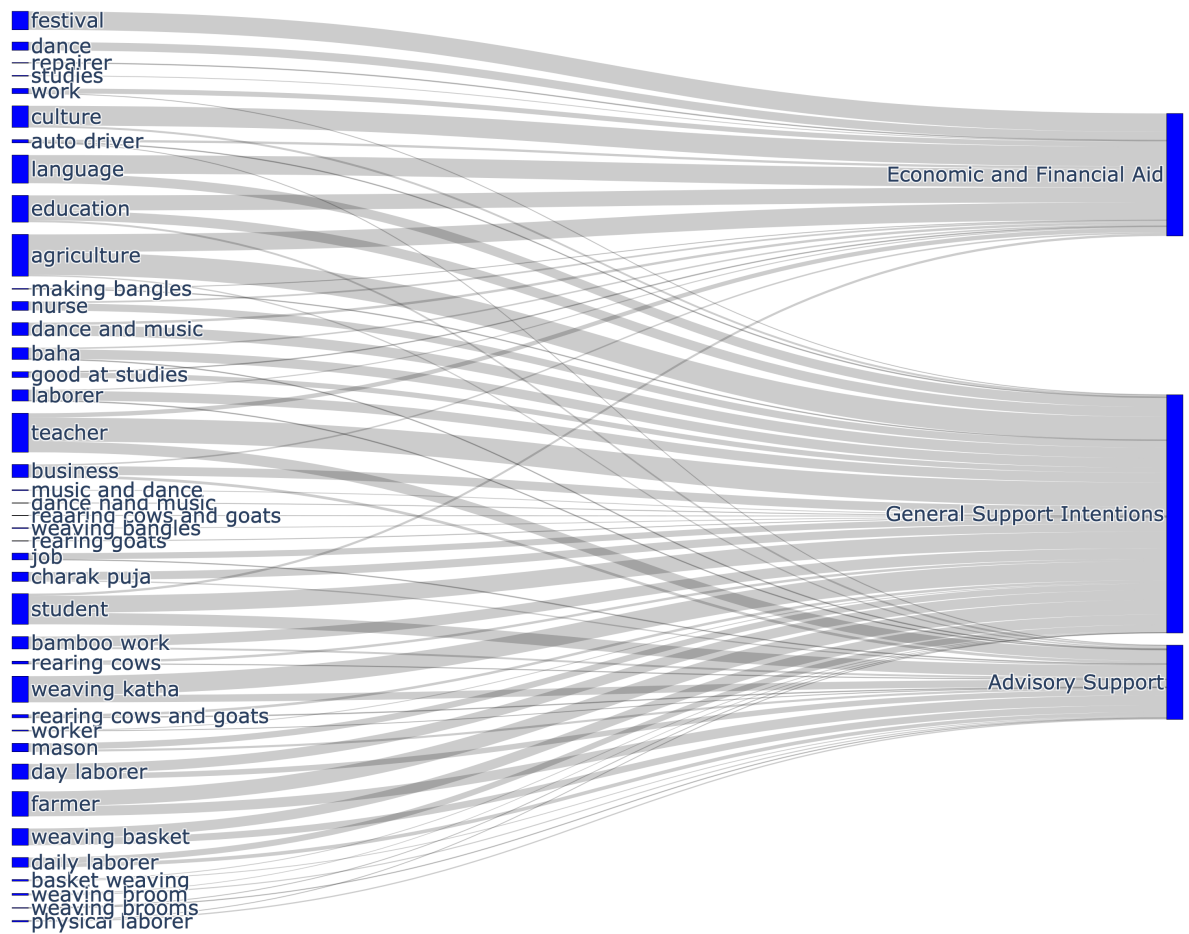 festival
dance
repairer
studies
work
culture
auto driver
language
education
agriculture
making bangles
nurse
dance and music
baha
good at studies
laborer
teacher
business
music and dance
dance nand music
reaaring cows and goats
weaving bangles
rearing goats
job
charak puja
student
bamboo work
rearing cows
weaving katha
rearing cows and goats
worker
mason
day laborer
farmer
weaving basket
daily laborer
basket weaving
weaving broom
weaving brooms
physical laborer
Economic and Financial Aid
General Support Intentions
Advisory Support